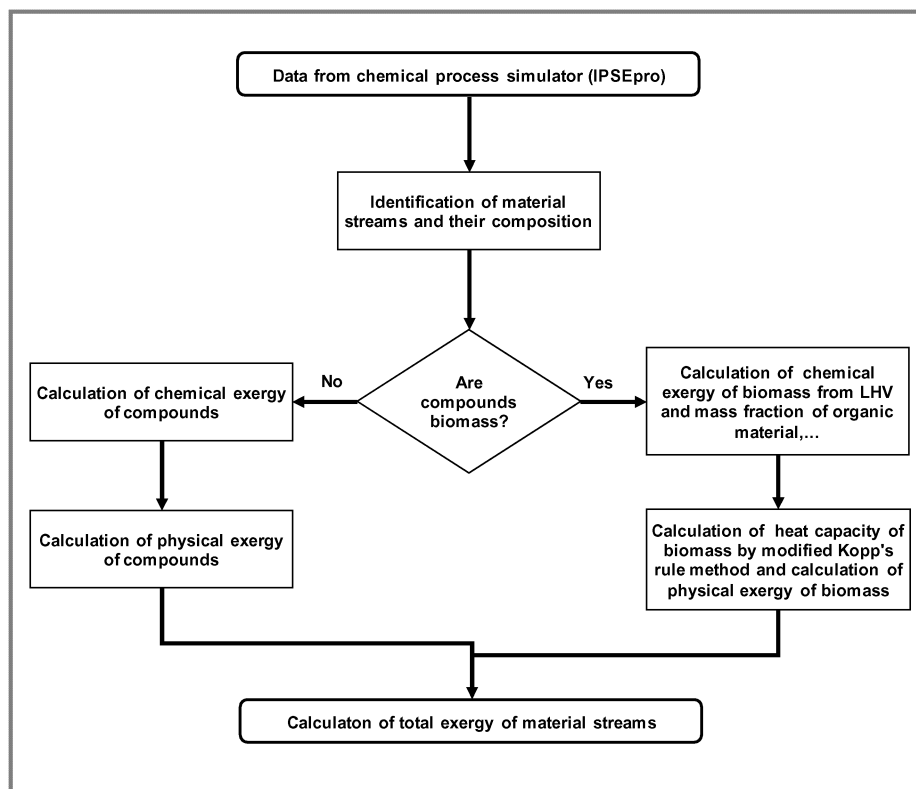 Data from chemical process simulator (IPSEpro)
Identification of material
streams and their composition
Are
compounds
biomass?
No
Yes
Calculation of chemical exergy
of compounds
Calculation of chemical
exergy of biomass from LHV
and mass fraction of organic
material,...
Calculation of physical exergy
of compounds
Calculation of heat capacity of
biomass by modified Kopp's
rule method and calculation of
physical exergy of biomass
Calculaton of total exergy of material streams